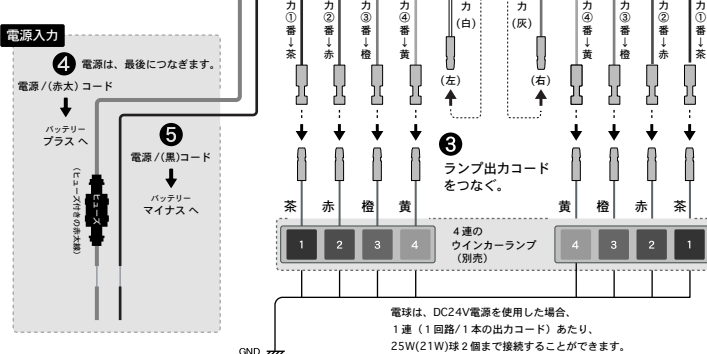 電源入力
❹ 電源は、最後につなぎます。
電源/(赤太)コード
バッテリー
プラス へ
(ヒューズ付きの赤太線)
ヒューズ
❺
電源/(黒)コード
バッテリー
マイナス へ
力①番→茶
力②番→赤
力③番→橙
力④番→黄
力(白)
(左)
力(灰)
(右)
力④番→黄
力③番→橙
力②番→赤
力①番→茶
❸
ランプ出力コード
をつなぐ。
茶 赤 橙 黄
黄 橙 赤 茶
1 2 3 4
4連の
ウインカーランプ
(別売)
4 3 2 1
電球は、DC24V電源を使用した場合、
1連(1回路/1本の出力コード)あたり、
25W(21W)球2個まで接続することができます。
GND